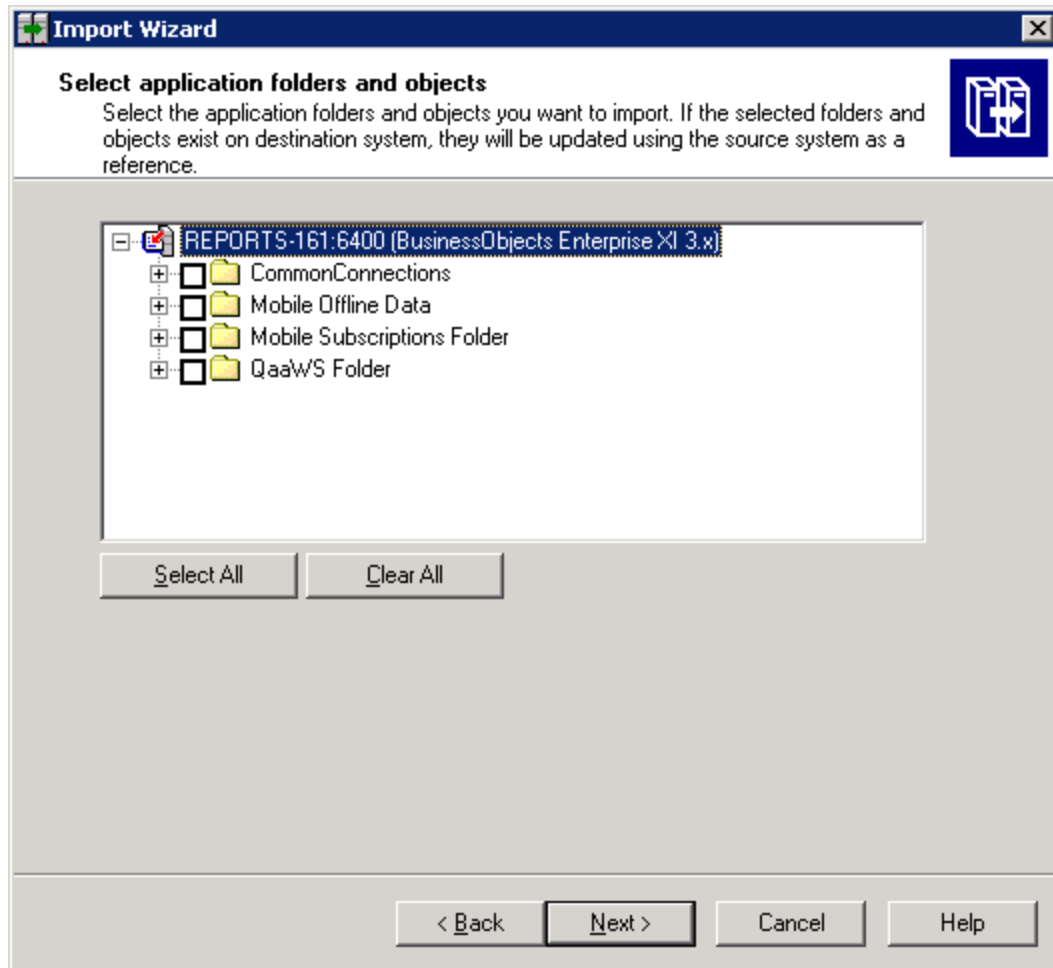 Import Wizard
Select application folders and objects
Select the application folders and objects you want to import. If the selected folders and
objects exist on destination system, they will be updated using the source system as a
reference.
REPORTS-161:6400 (BusinessObjects Enterprise XI 3.x)
CommonConnections
Mobile Offline Data
Mobile Subscriptions Folder
QaaWS Folder
Select All Clear All
< Back Next > Cancel Help